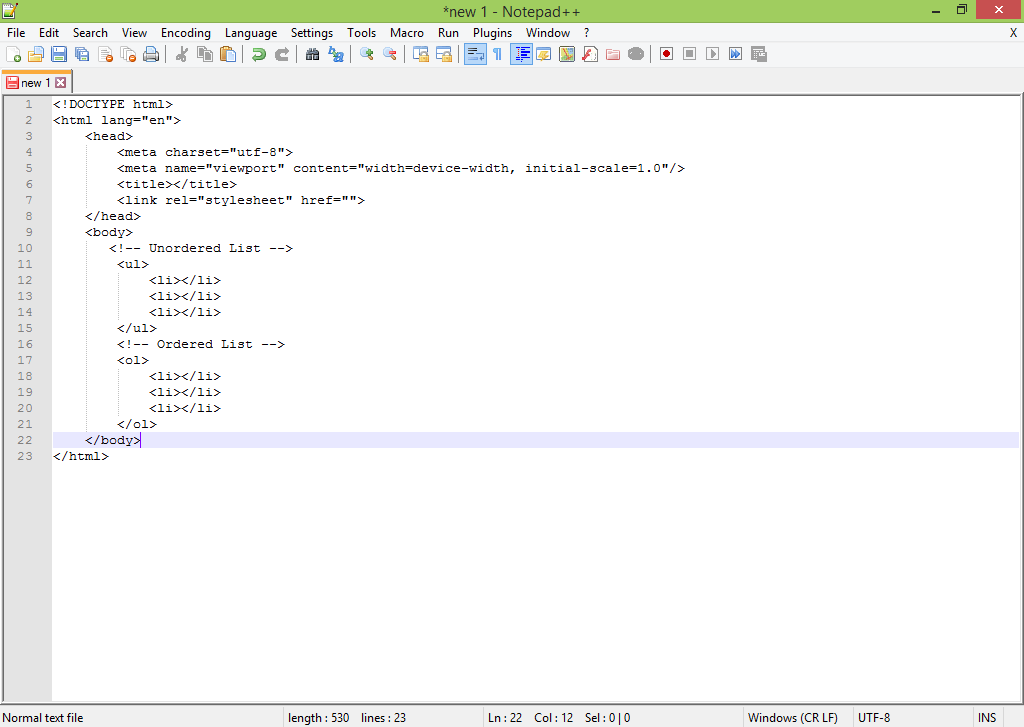 *new 1 - Notepad++
File Edit Search View Encoding Language Settings Tools Macro Run Plugins Window ? X
new 1
1 <!DOCTYPE html>
2 <html lang="en">
3     <head>
4         <meta charset="utf-8">
5         <meta name="viewport" content="width=device-width, initial-scale=1.0"/>
6         <title></title>
7         <link rel="stylesheet" href="">
8     </head>
9     <body>
10        <!-- Unordered List -->
11         <ul>
12             <li></li>
13             <li></li>
14             <li></li>
15         </ul>
16         <!-- Ordered List -->
17         <ol>
18             <li></li>
19             <li></li>
20             <li></li>
21         </ol>
22     </body>
23 </html>
Normal text file length : 530 lines : 23 Ln : 22 Col : 12 Sel : 0 | 0 Windows (CR LF) UTF-8 INS